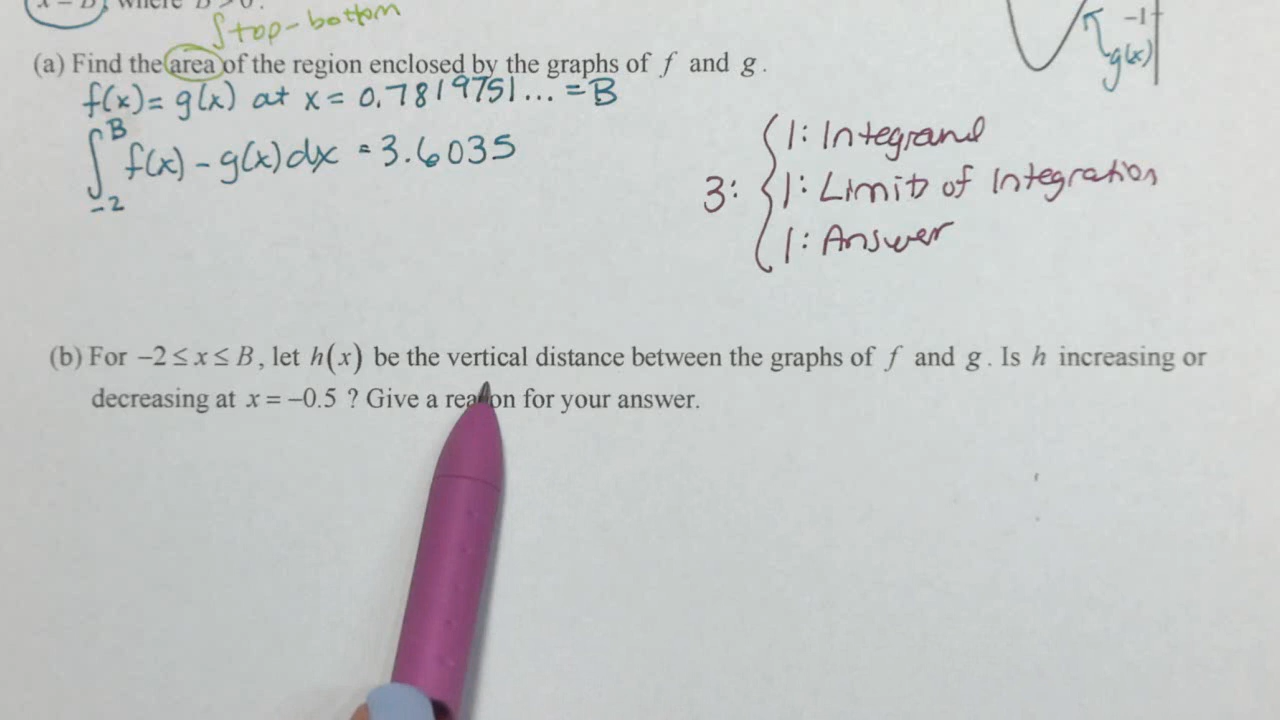 x = B, where B > 0.
∫top-bottom
(a) Find the area of the region enclosed by the graphs of f and g.
f(x) = g(x) at x = 0.7819751... = B
∫_{-2}^{B} f(x) - g(x) dx = 3.6035
3: { 1: Integrand
1: Limit of Integration
1: Answer
-1
g(x)
(b) For −2 ≤ x ≤ B, let h(x) be the vertical distance between the graphs of f and g. Is h increasing or
decreasing at x = −0.5 ? Give a reason for your answer.